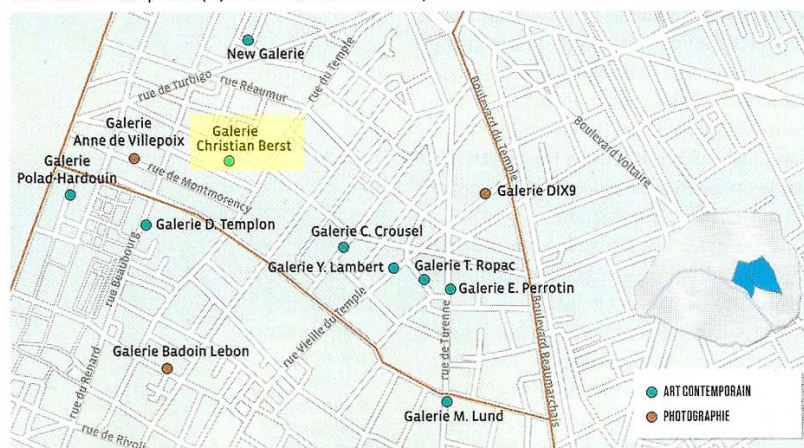 New Galerie
rue de Turbigo
rue Réaumur
rue du Temple
Boulevard du Temple
Boulevard Voltaire
Galerie
Anne de Villepoix
Galerie
Christian Berst
Galerie
Polad-Hardouin
rue de Montmorency
Galerie DIX9
Galerie D. Templon
Galerie C. Crousel
rue Beaubourg
Galerie Y. Lambert
Galerie T. Ropac
Galerie E. Perrotin
rue Vieille du Temple
rue de Turenne
Boulevard Beaumarchais
Galerie Badoin Lebon
rue du Renard
Galerie M. Lund
rue de Rivoli
ART CONTEMPORAIN
PHOTOGRAPHIE